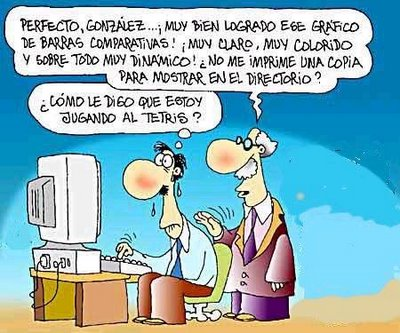 PERFECTO, GONZÁLEZ...¡ MUY BIEN LOGRADO ESE GRÁFICO
DE BARRAS COMPARATIVAS! ¡MUY CLARO, MUY COLORIDO
Y SOBRE TODO MUY DINÁMICO! ¿NO ME IMPRIME UNA COPIA
PARA MOSTRAR EN EL DIRECTORIO?
¿CÓMO LE DIGO QUE ESTOY
JUGANDO AL TETRIS?